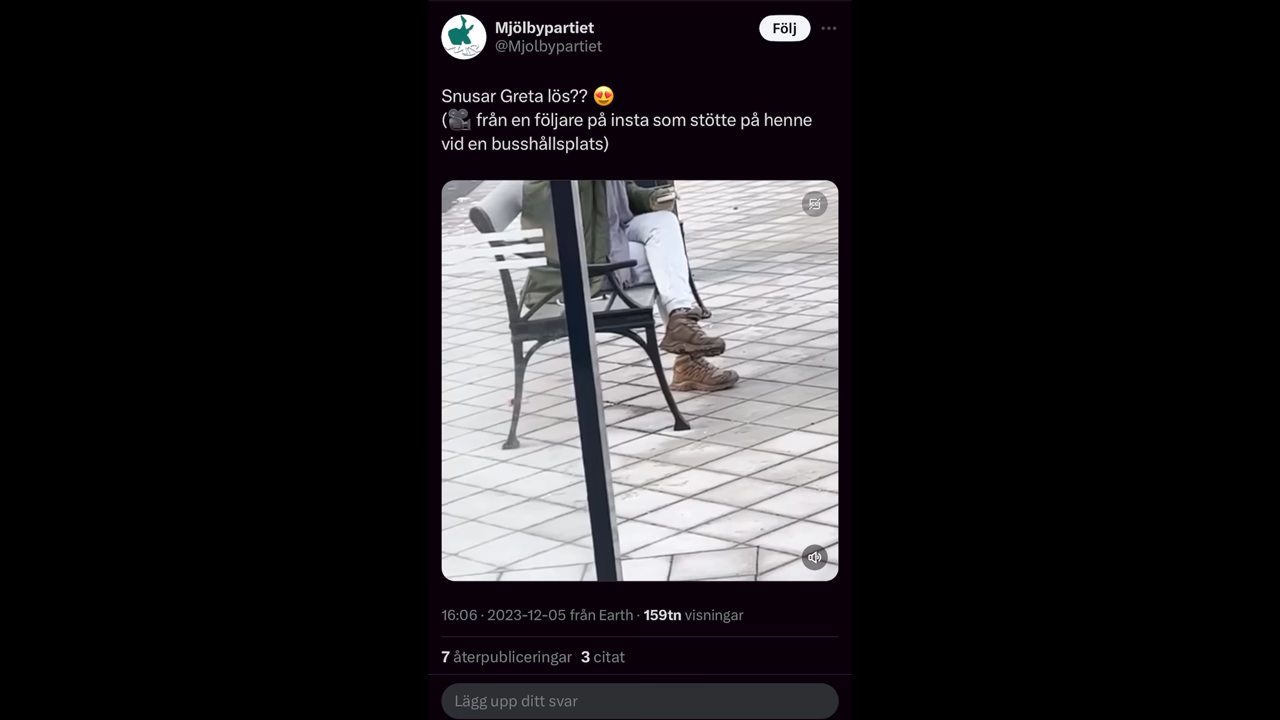 Mjölbypartiet
@Mjolbypartiet
Följ
Snusar Greta lös?? 😍
(🎥 från en följare på insta som stötte på henne
vid en busshållsplats)
16:06 · 2023-12-05 från Earth · 159tn visningar
7 återpubliceringar 3 citat
Lägg upp ditt svar